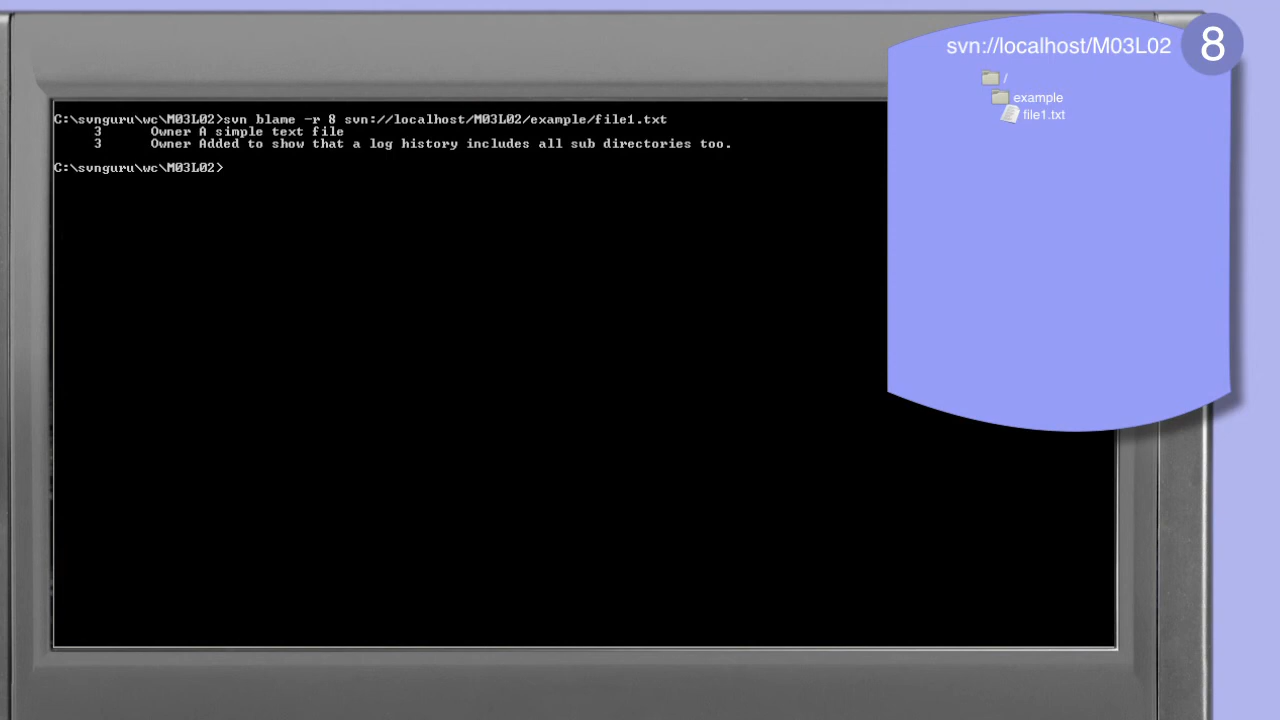 C:\svnguru\wc\M03L02>svn blame -r 8 svn://localhost/M03L02/example/file1.txt
     3      Owner A simple text file
     3      Owner Added to show that a log history includes all sub directories too.
C:\svnguru\wc\M03L02>
svn://localhost/M03L02
8
/
example
file1.txt